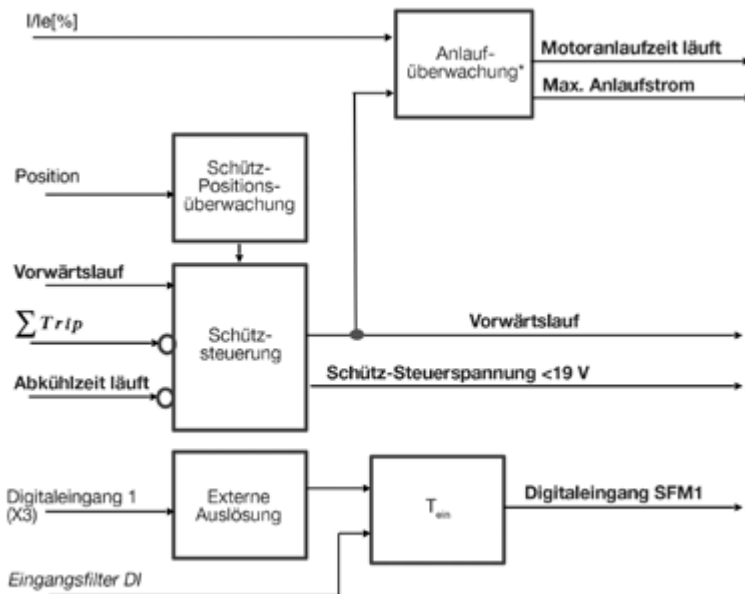 I/Ie[%]
Anlauf-
überwachung*
Motoranlaufzeit läuft
Max. Anlaufstrom
Position
Schütz-
Positions-
überwachung
Vorwärtslauf
∑ Trip
Abkühlzeit läuft
Schütz-
steuerung
Vorwärtslauf
Schütz-Steuerspannung <19 V
Digitaleingang 1
(X3)
Externe
Auslösung
T ein
Digitaleingang SFM1
Eingangsfilter DI